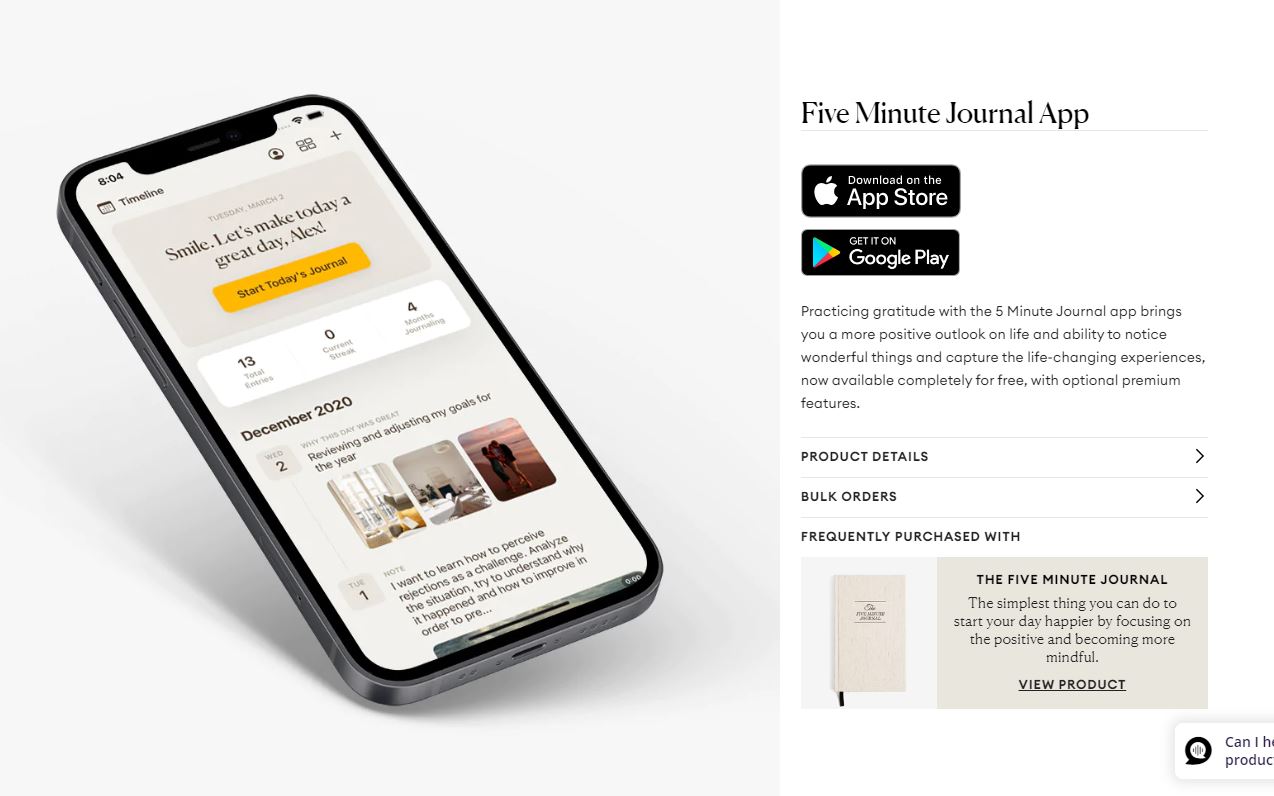 8:04
Timeline
TUESDAY, MARCH 2
Smile. Let's make today a
great day, Alex!
Start Today's Journal
13
Total
Entries
0
Current
Streak
4
Months
Journaling
December 2020
WED
2
WHY THIS DAY WAS GREAT
Reviewing and adjusting my goals for
the year
TUE
1
NOTE
I want to learn how to perceive
rejections as a challenge. Analyze
the situation, try to understand why
it happened and how to improve in
order to pre...
0:00
Five Minute Journal App
Download on the
App Store
GET IT ON
Google Play
Practicing gratitude with the 5 Minute Journal app brings
you a more positive outlook on life and ability to notice
wonderful things and capture the life-changing experiences,
now available completely for free, with optional premium
features.
PRODUCT DETAILS
BULK ORDERS
FREQUENTLY PURCHASED WITH
The
FIVE MINUTE
JOURNAL
THE FIVE MINUTE JOURNAL
The simplest thing you can do to
start your day happier by focusing on
the positive and becoming more
mindful.
VIEW PRODUCT
Can I he
produc